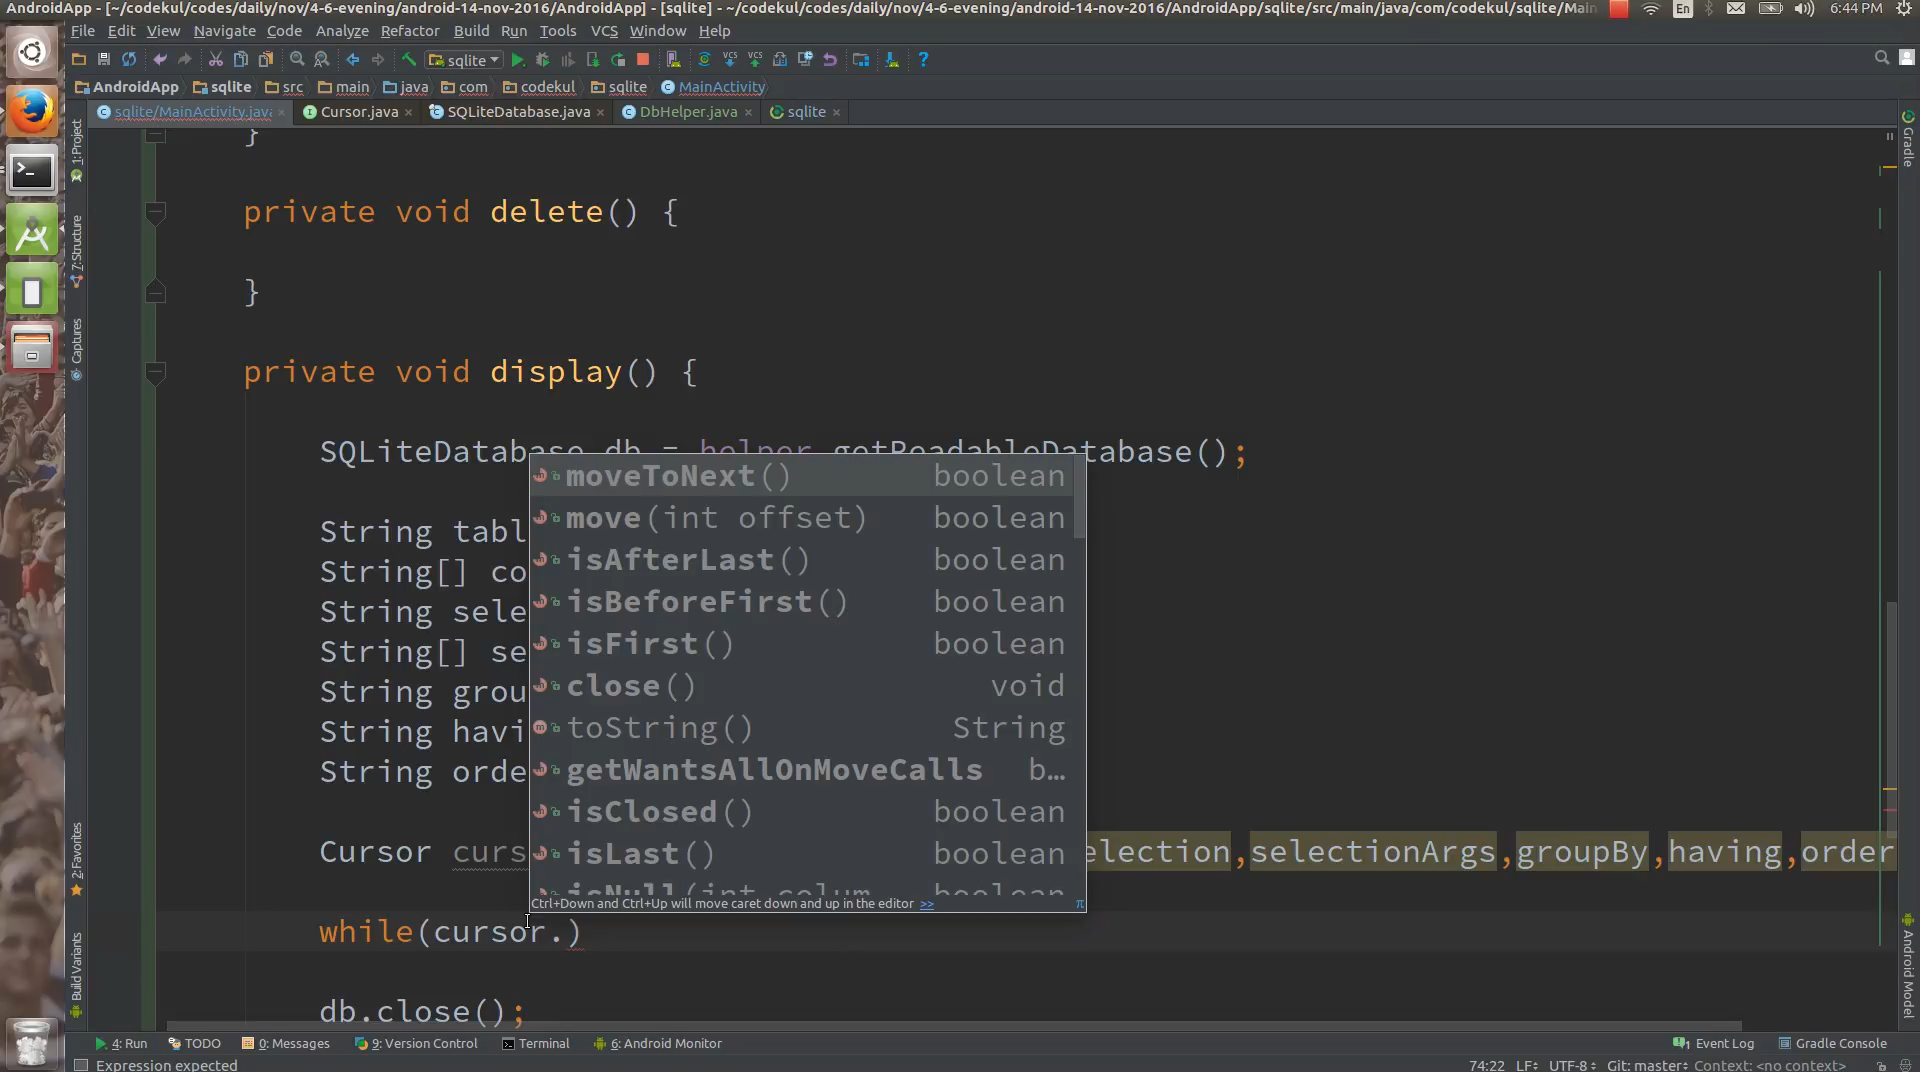 AndroidApp - [~/codekul/codes/daily/nov/4-6-evening/android-14-nov-2016/AndroidApp] - [sqlite] - ~/codekul/codes/daily/nov/4-6-evening/android-14-nov-2016/AndroidApp/sqlite/src/main/java/com/codekul/sqlite/Main En 6:44 PM
File Edit View Navigate Code Analyze Refactor Build Run Tools VCS Window Help
sqlite VCS VCS ?
AndroidApp sqlite src main java com codekul sqlite MainActivity
sqlite/MainActivity.java Cursor.java SQLiteDatabase.java DbHelper.java sqlite
1: Project
7: Structure
Captures
2: Favorites
Build Variants
Gradle
Android Model
}
private void delete() {
}
private void display() {
SQLiteDatabase db = helper.getReadableDatabase();
String tabl
String[] co
String sele
String[] se
String grou
String havi
String orde
moveToNext() boolean
move(int offset) boolean
isAfterLast() boolean
isBeforeFirst() boolean
isFirst() boolean
close() void
toString() String
getWantsAllOnMoveCalls b…
isClosed() boolean
isLast() boolean
isNull(int colum boolean
Ctrl+Down and Ctrl+Up will move caret down and up in the editor >> π
Cursor curs election,selectionArgs,groupBy,having,order
while(cursor.)
db.close();
4: Run TODO 0: Messages 9: Version Control Terminal 6: Android Monitor 1 Event Log Gradle Console
Expression expected 74:22 LF÷ UTF-8÷ Git: master÷ Context: <no context>